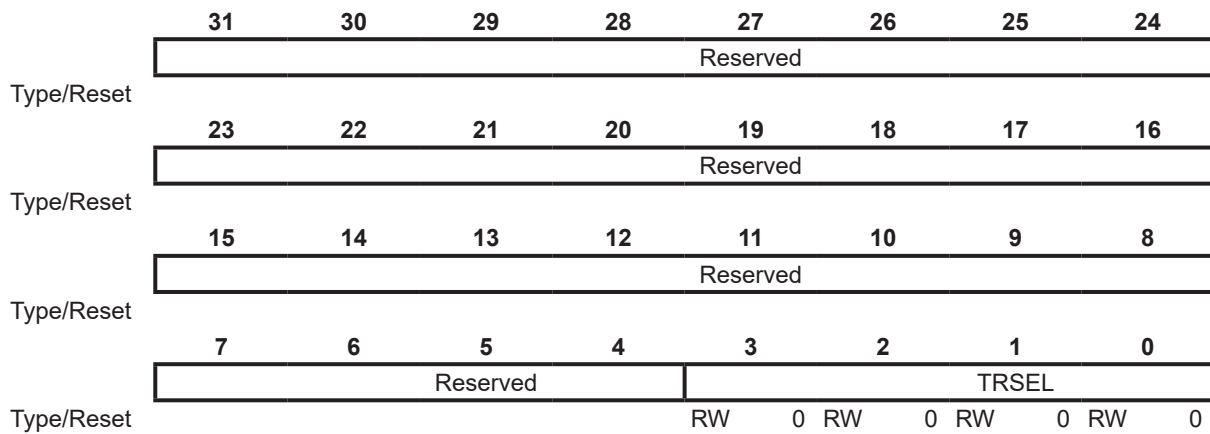 31 30 29 28 27 26 25 24
Reserved
Type/Reset
23 22 21 20 19 18 17 16
Reserved
Type/Reset
15 14 13 12 11 10 9 8
Reserved
Type/Reset
7 6 5 4 3 2 1 0
Reserved TRSEL
Type/Reset RW 0 RW 0 RW 0 RW 0